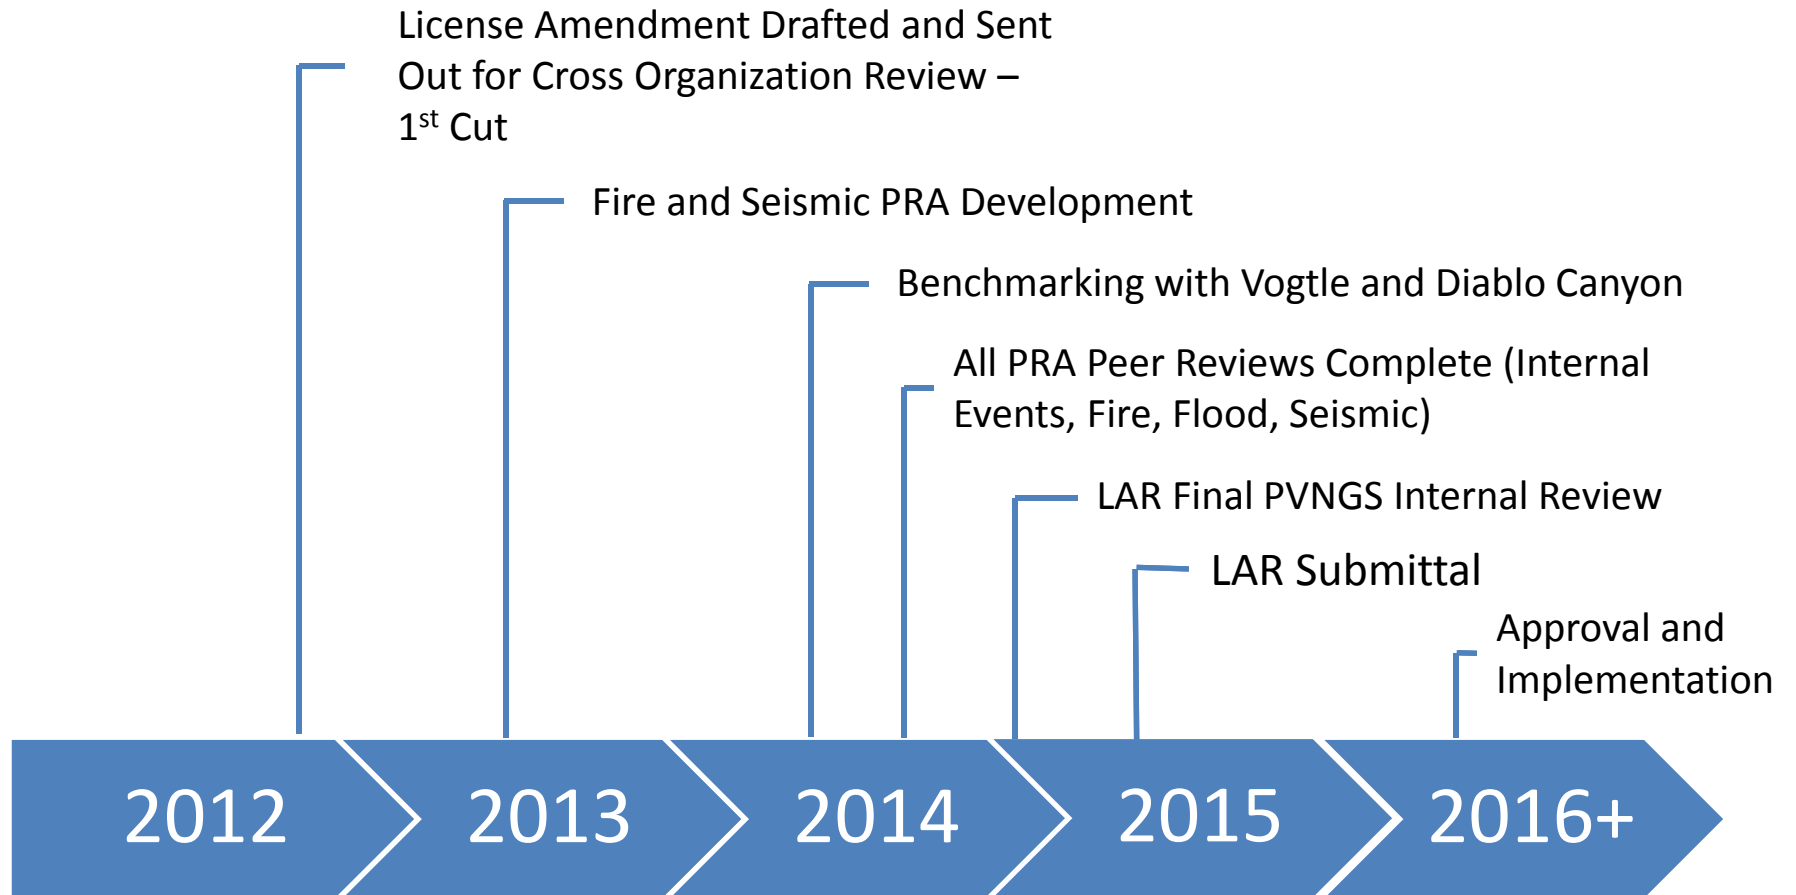 License Amendment Drafted and Sent
Out for Cross Organization Review –
1st Cut
Fire and Seismic PRA Development
Benchmarking with Vogtle and Diablo Canyon
All PRA Peer Reviews Complete (Internal
Events, Fire, Flood, Seismic)
LAR Final PVNGS Internal Review
LAR Submittal
Approval and
Implementation
2012
2013
2014
2015
2016+